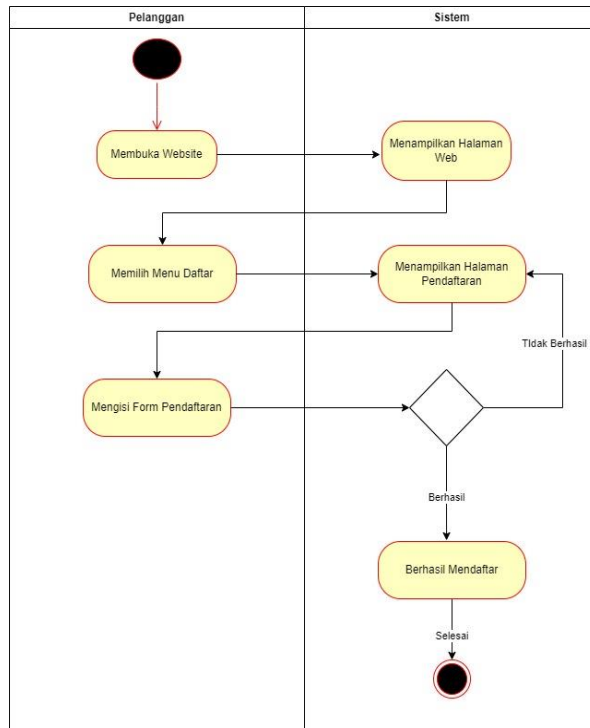 Pelanggan
Sistem
Membuka Website
Menampilkan Halaman
Web
Memilih Menu Daftar
Menampilkan Halaman
Pendaftaran
TIdak Berhasil
Mengisi Form Pendaftaran
Berhasil
Berhasil Mendaftar
Selesai